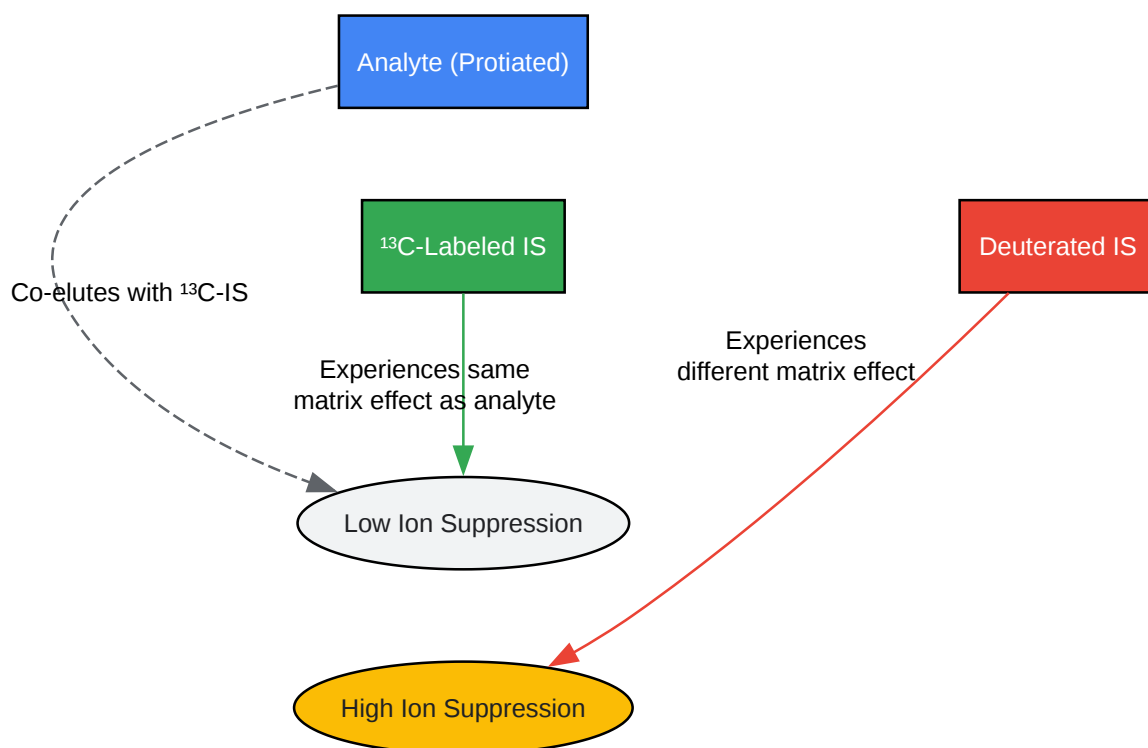 Analyte (Protiated)
¹³C-Labeled IS
Deuterated IS
Co-elutes with ¹³C-IS
Experiences same
matrix effect as analyte
Experiences
different matrix effect
Low Ion Suppression
High Ion Suppression